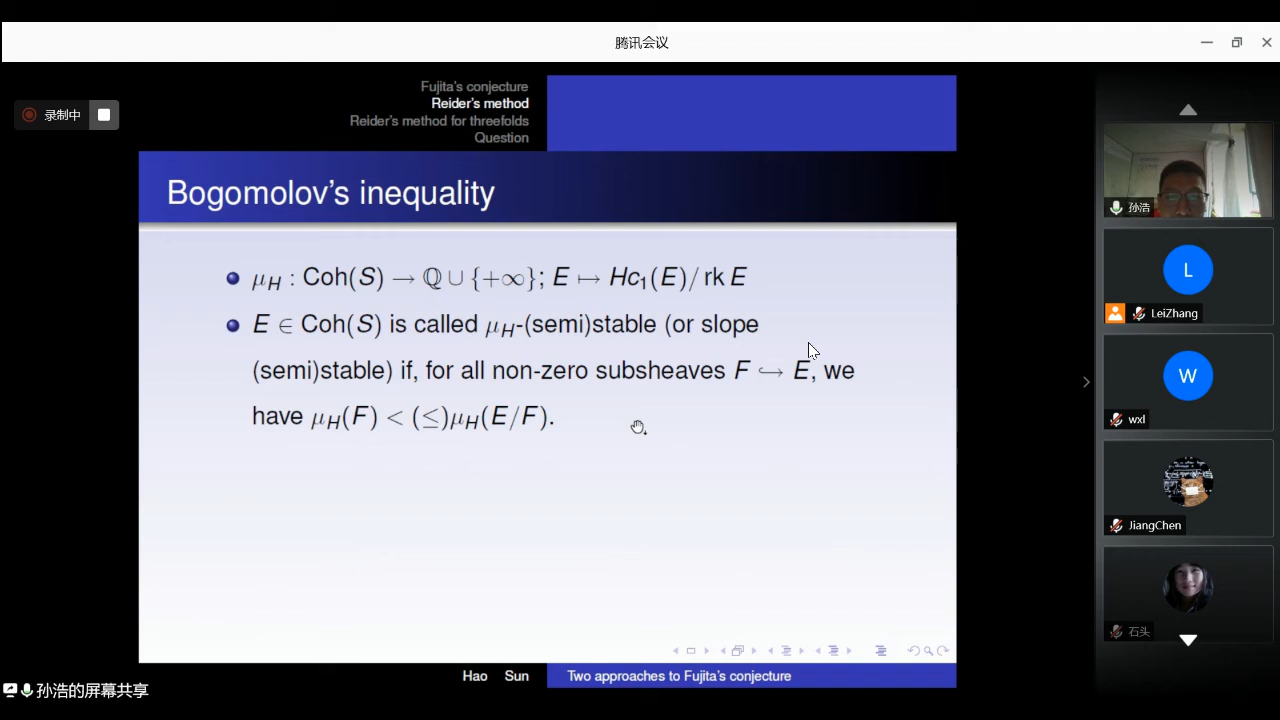 腾讯会议
录制中
Fujita's conjecture
Reider's method
Reider's method for threefolds
Question
Bogomolov's inequality
μ_H : Coh(S) → ℚ ∪ {+∞}; E ↦ Hc₁(E)/ rk E
E ∈ Coh(S) is called μ_H-(semi)stable (or slope
(semi)stable) if, for all non-zero subsheaves F ↪ E, we
have μ_H(F) < (≤)μ_H(E/F).
Hao Sun
Two approaches to Fujita's conjecture
孙浩的屏幕共享
孙浩
L
LeiZhang
W
wxl
JiangChen
石头